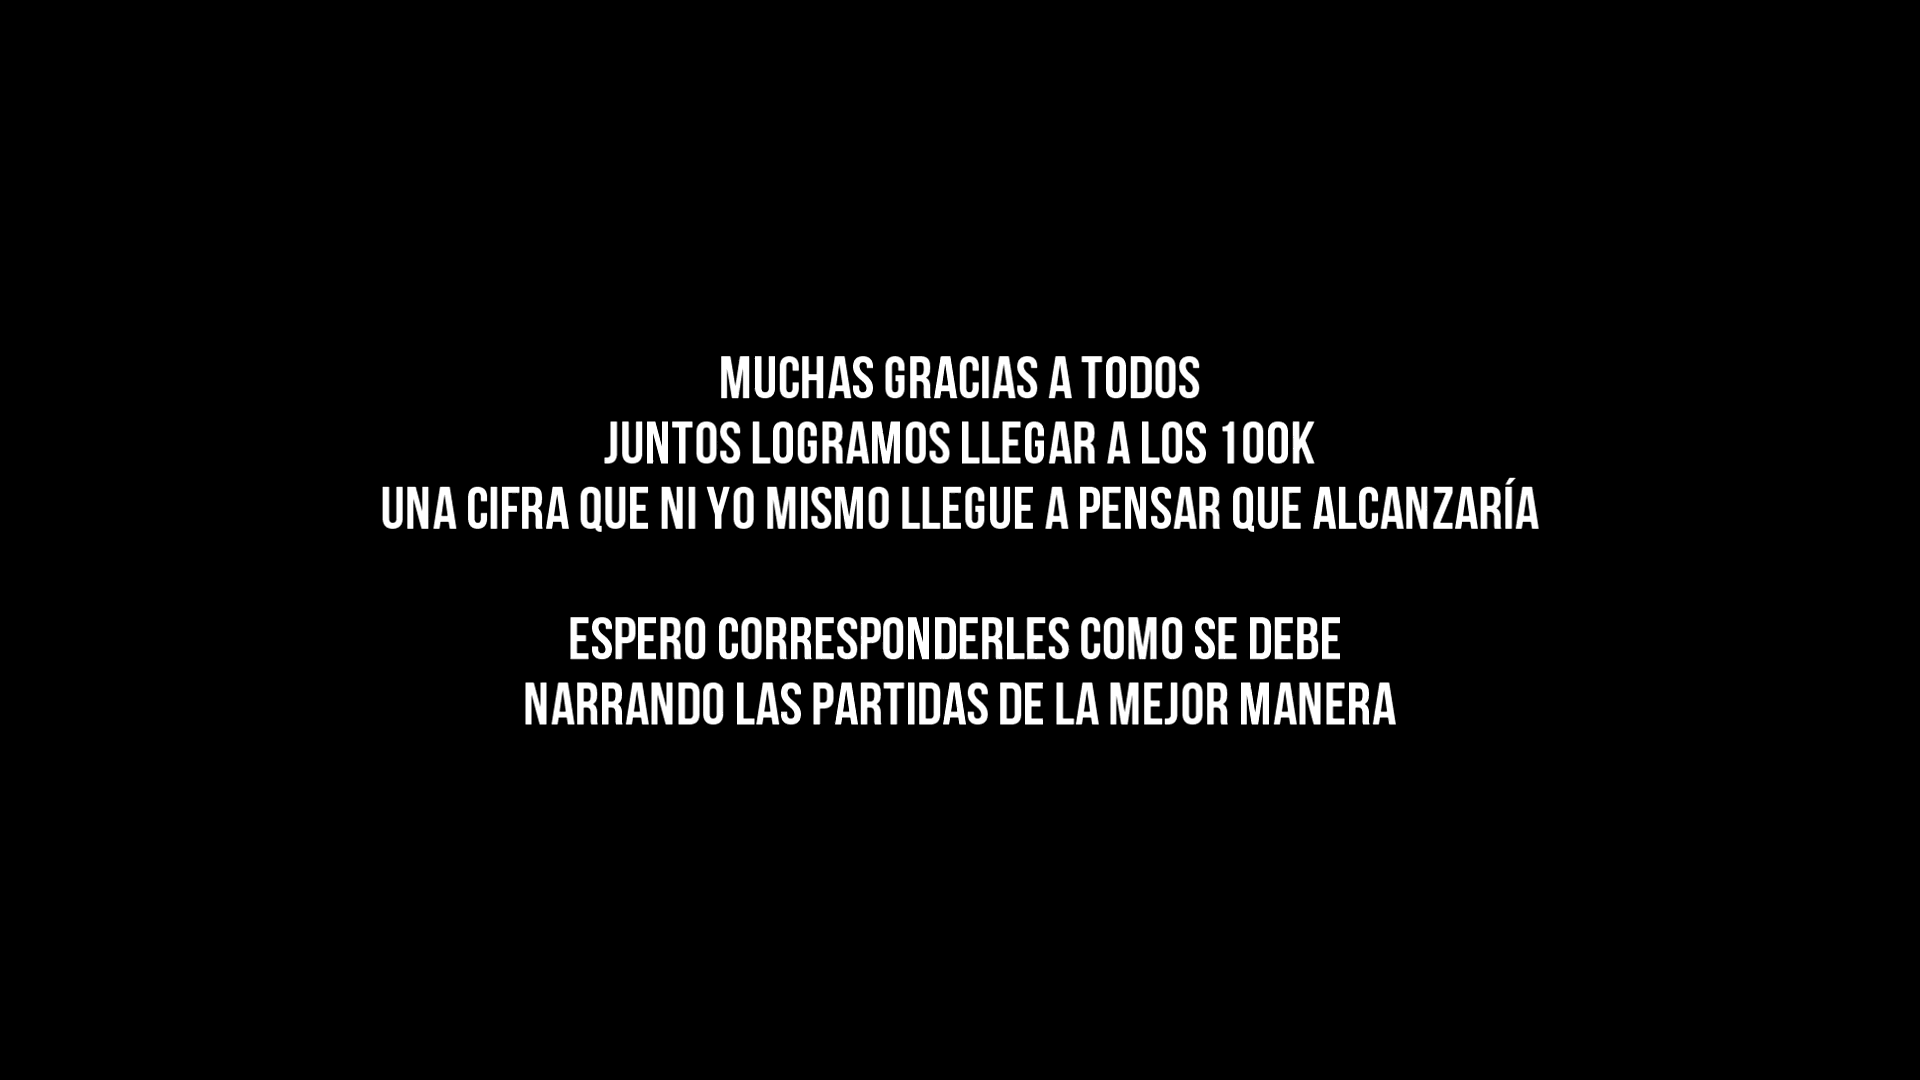 MUCHAS GRACIAS A TODOS
JUNTOS LOGRAMOS LLEGAR A LOS 100K
UNA CIFRA QUE NI YO MISMO LLEGUE A PENSAR QUE ALCANZARÍA
ESPERO CORRESPONDERLES COMO SE DEBE
NARRANDO LAS PARTIDAS DE LA MEJOR MANERA